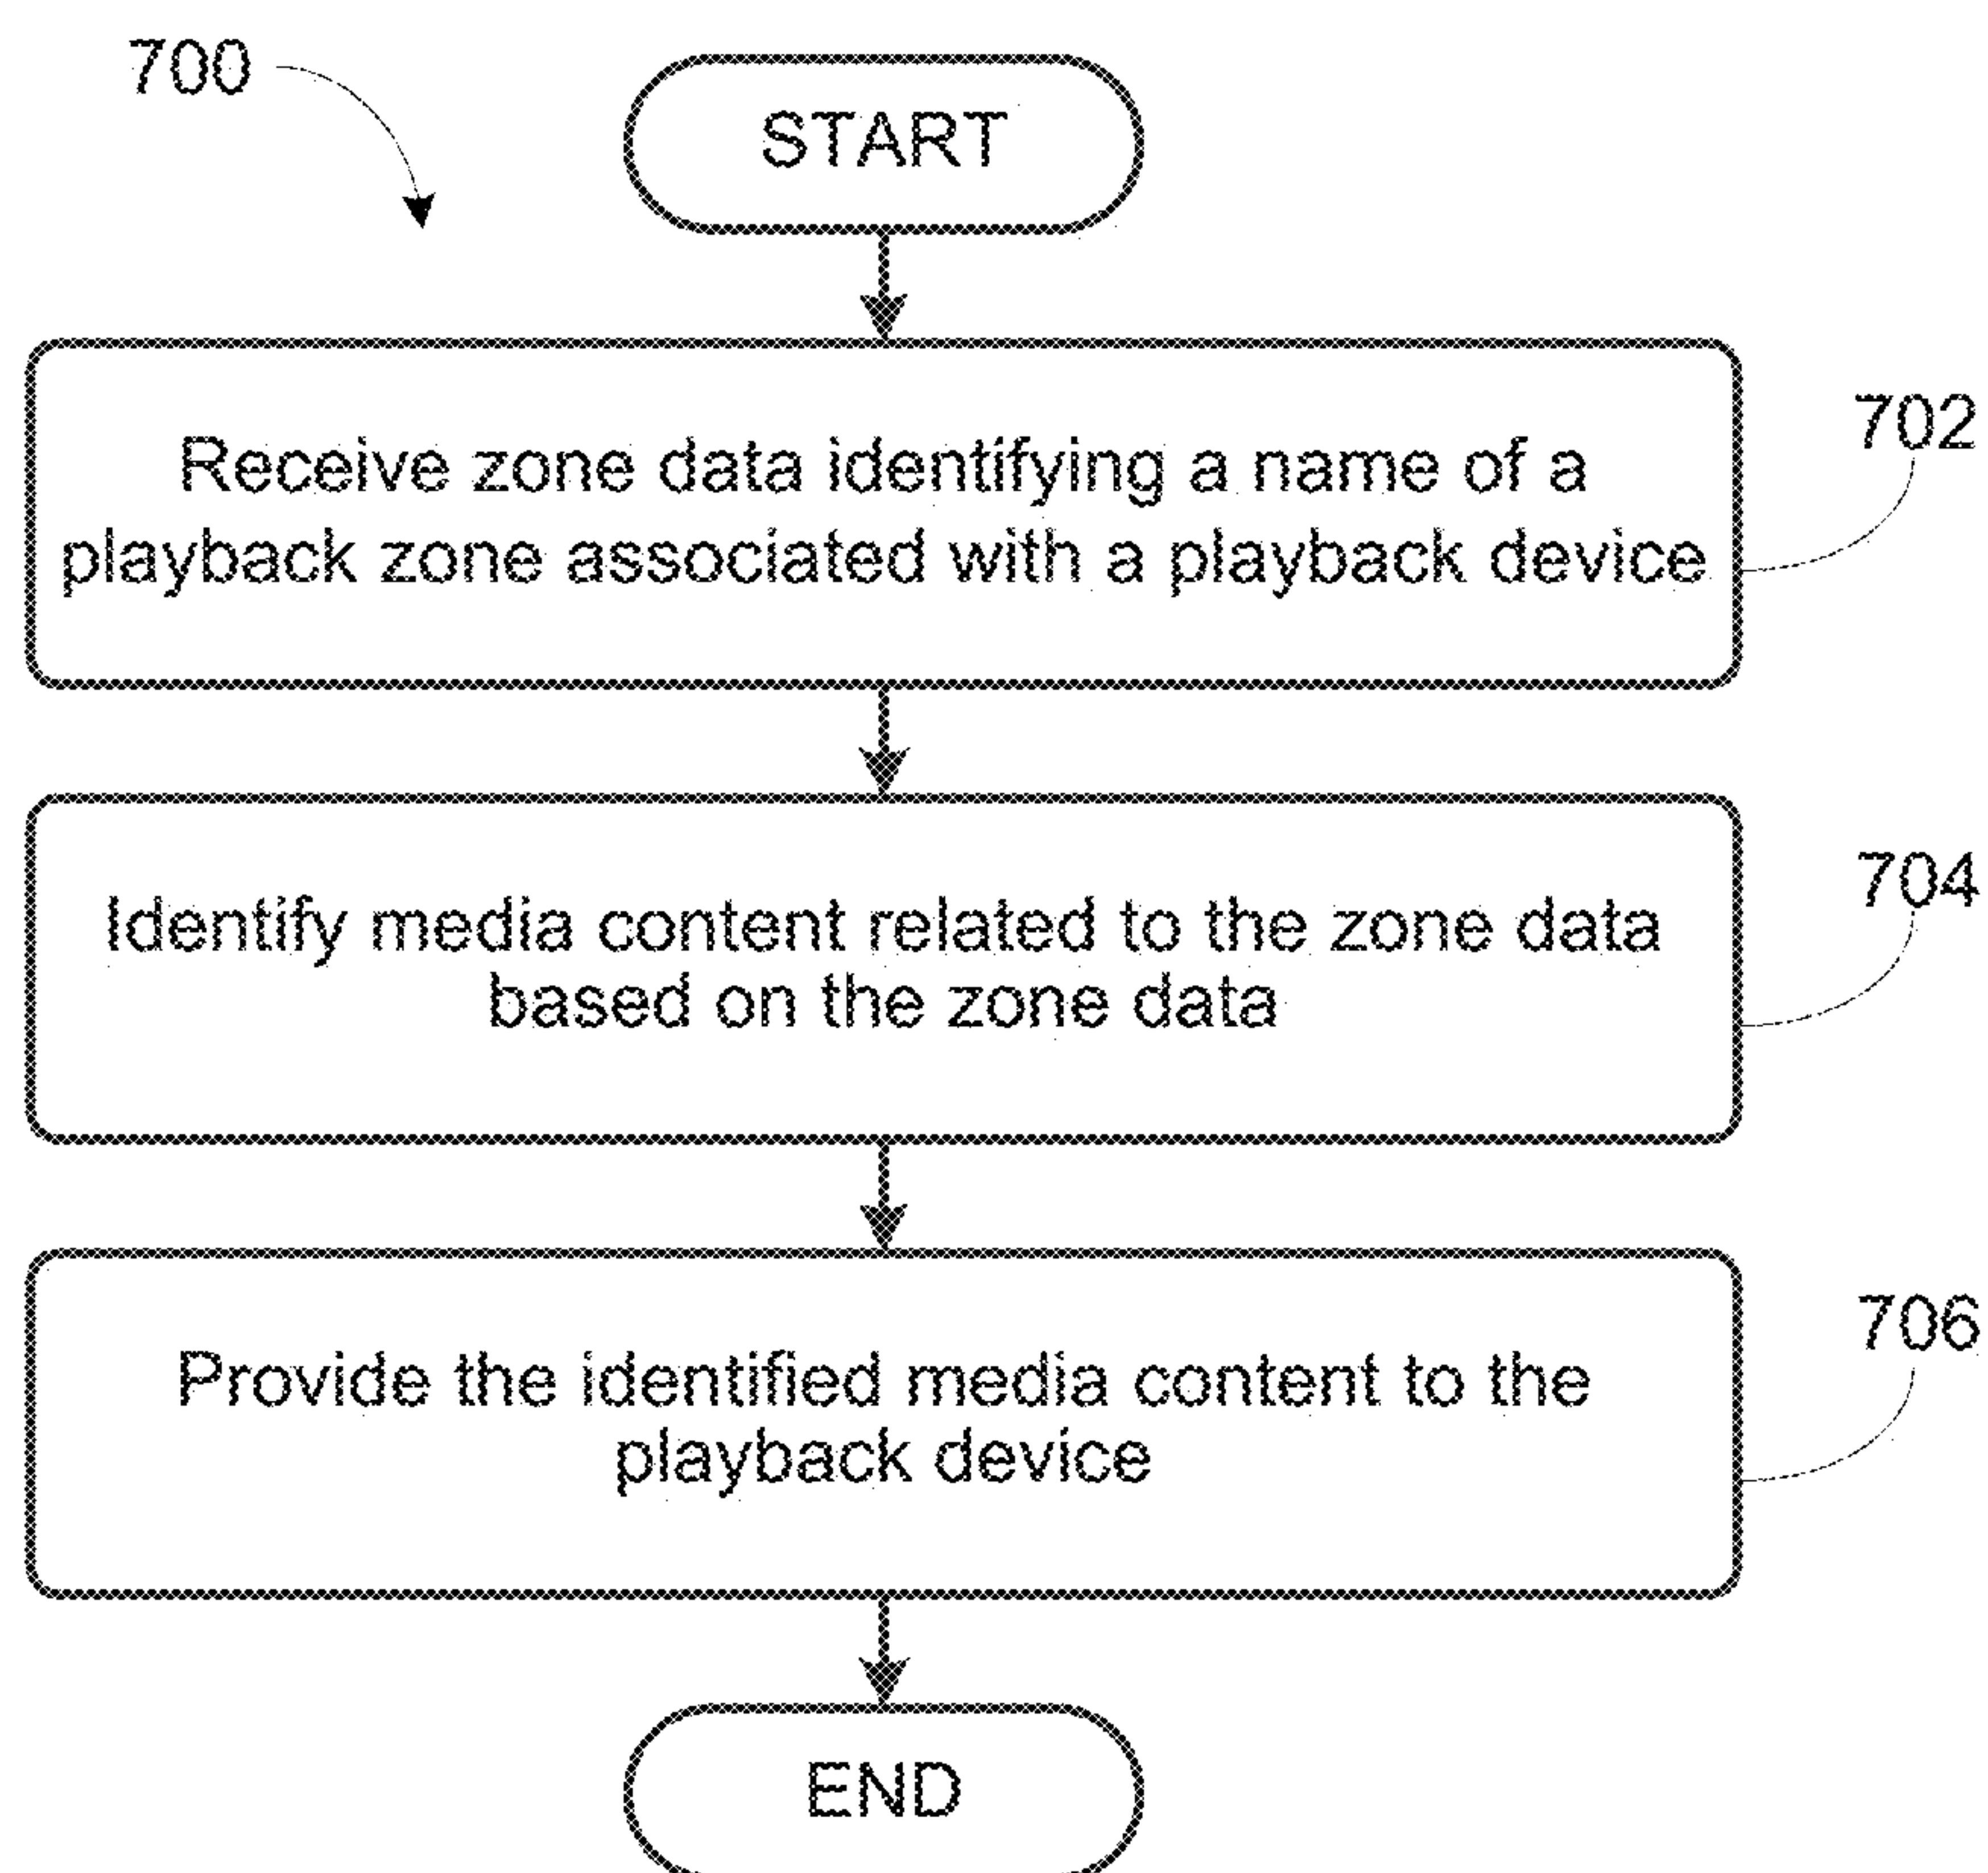 700
START
Receive zone data identifying a name of a
playback zone associated with a playback device
702
Identify media content related to the zone data
based on the zone data
704
Provide the identified media content to the
playback device
706
END